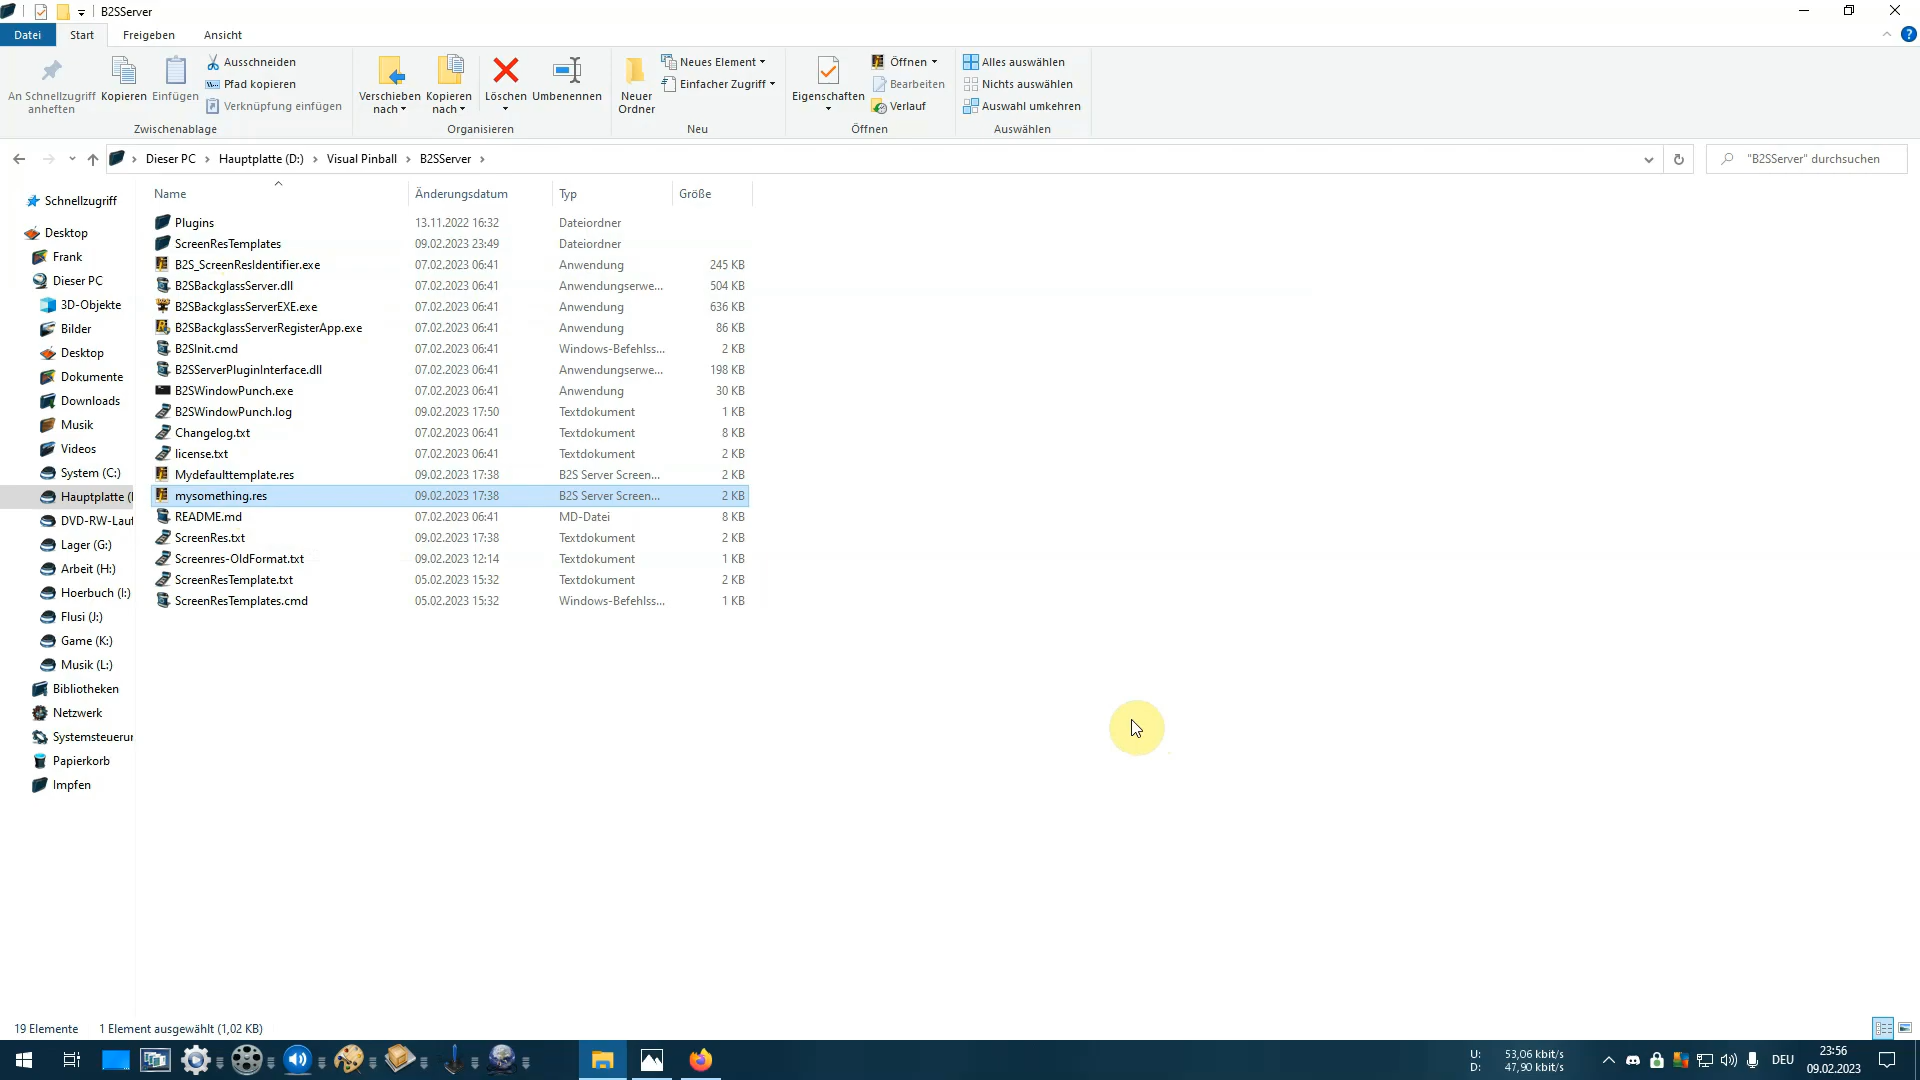 B2SServer
Datei Start Freigeben Ansicht
An Schnellzugriff anheften
Kopieren
Einfügen
Ausschneiden
Pfad kopieren
Verknüpfung einfügen
Zwischenablage
Verschieben nach
Kopieren nach
Löschen
Umbenennen
Organisieren
Neuer Ordner
Neues Element
Einfacher Zugriff
Neu
Eigenschaften
Öffnen
Bearbeiten
Verlauf
Öffnen
Alles auswählen
Nichts auswählen
Auswahl umkehren
Auswählen
Dieser PC › Hauptplatte (D:) › Visual Pinball › B2SServer ›
"B2SServer" durchsuchen
Schnellzugriff
Desktop
Frank
Dieser PC
3D-Objekte
Bilder
Desktop
Dokumente
Downloads
Musik
Videos
System (C:)
Hauptplatte (
DVD-RW-Lauf
Lager (G:)
Arbeit (H:)
Hoerbuch (I:)
Flusi (J:)
Game (K:)
Musik (L:)
Bibliotheken
Netzwerk
Systemsteuerun
Papierkorb
Impfen
Name Änderungsdatum Typ Größe
Plugins 13.11.2022 16:32 Dateiordner
ScreenResTemplates 09.02.2023 23:49 Dateiordner
B2S_ScreenResIdentifier.exe 07.02.2023 06:41 Anwendung 245 KB
B2SBackglassServer.dll 07.02.2023 06:41 Anwendungserwe... 504 KB
B2SBackglassServerEXE.exe 07.02.2023 06:41 Anwendung 636 KB
B2SBackglassServerRegisterApp.exe 07.02.2023 06:41 Anwendung 86 KB
B2SInit.cmd 07.02.2023 06:41 Windows-Befehlss... 2 KB
B2SServerPluginInterface.dll 07.02.2023 06:41 Anwendungserwe... 198 KB
B2SWindowPunch.exe 07.02.2023 06:41 Anwendung 30 KB
B2SWindowPunch.log 09.02.2023 17:50 Textdokument 1 KB
Changelog.txt 07.02.2023 06:41 Textdokument 8 KB
license.txt 07.02.2023 06:41 Textdokument 2 KB
Mydefaulttemplate.res 09.02.2023 17:38 B2S Server Screen... 2 KB
mysomething.res 09.02.2023 17:38 B2S Server Screen... 2 KB
README.md 07.02.2023 06:41 MD-Datei 8 KB
ScreenRes.txt 09.02.2023 17:38 Textdokument 2 KB
Screenres-OldFormat.txt 09.02.2023 12:14 Textdokument 1 KB
ScreenResTemplate.txt 05.02.2023 15:32 Textdokument 2 KB
ScreenResTemplates.cmd 05.02.2023 15:32 Windows-Befehlss... 1 KB
19 Elemente 1 Element ausgewählt (1,02 KB)
U: 53,06 kbit/s
D: 47,90 kbit/s
DEU
23:56
09.02.2023